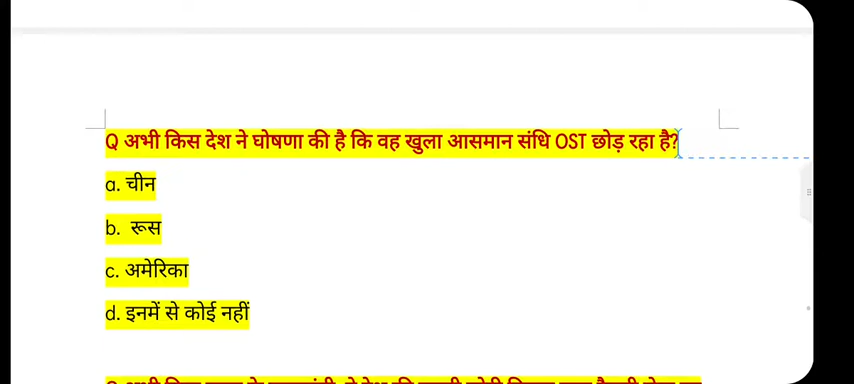 Q अभी किस देश ने घोषणा की है कि वह खुला आसमान संधि OST छोड़ रहा है?
a. चीन
b. रूस
c. अमेरिका
d. इनमें से कोई नहीं